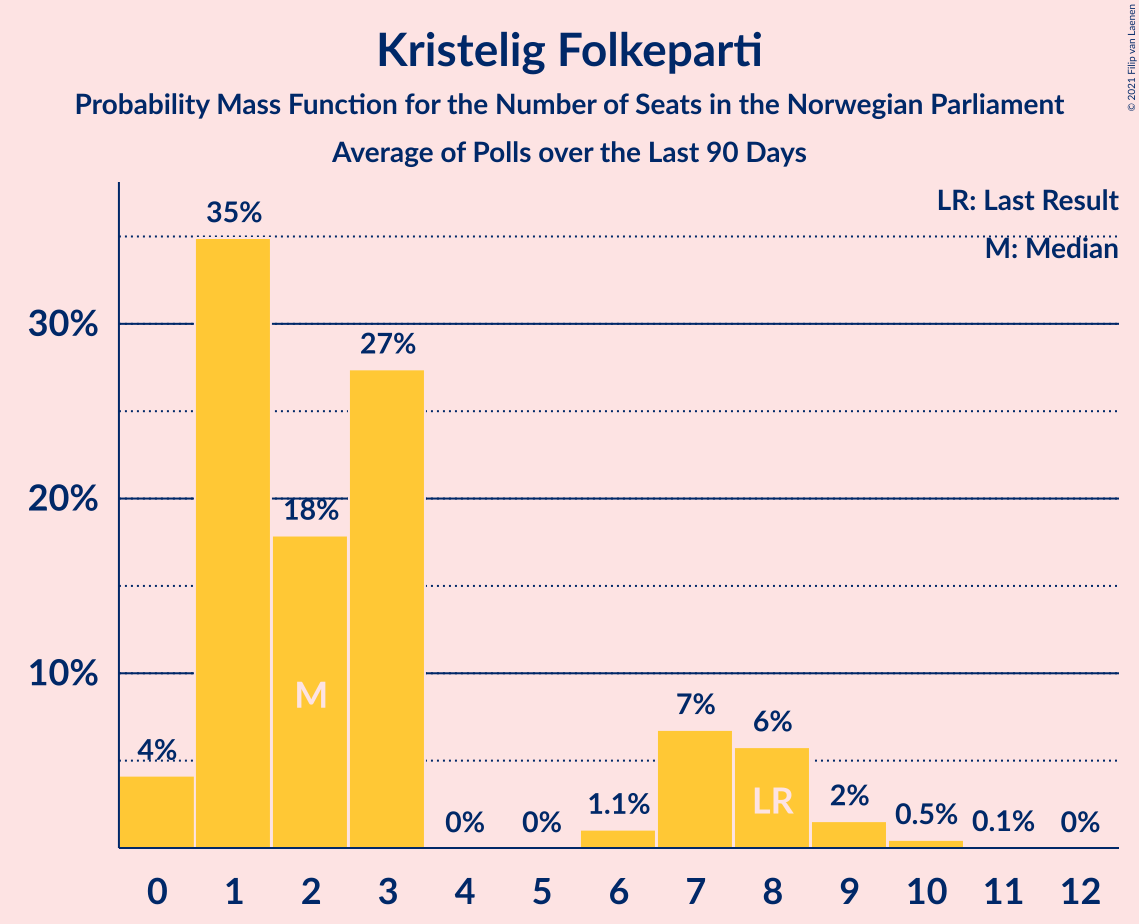 Kristelig Folkeparti
Probability Mass Function for the Number of Seats in the Norwegian Parliament
Average of Polls over the Last 90 Days
© 2021 Filip van Laenen
LR: Last Result
M: Median
35%
30%
27%
20%
18%
10%
M
7%
6%
4%
LR
2%
1.1%
0.5%
0.1%
0%
0%
0%
0 1 2 3 4 5 6 7 8 9 10 11 12